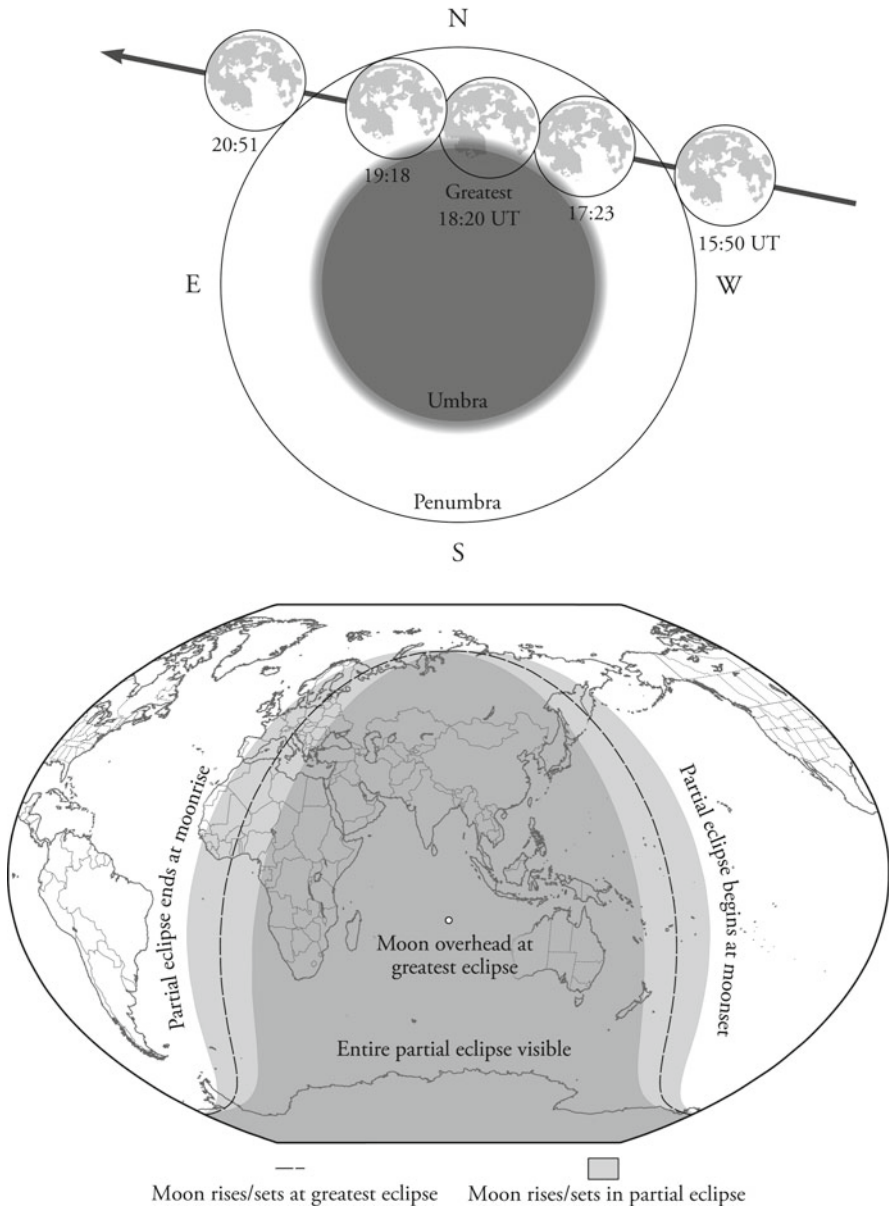 N
20:51
19:18
Greatest
18:20 UT
17:23
15:50 UT
E
W
Umbra
Penumbra
S
Partial eclipse ends at moonrise
Partial eclipse begins at moonset
Moon overhead at
greatest eclipse
Entire partial eclipse visible
Moon rises/sets at greatest eclipse
Moon rises/sets in partial eclipse